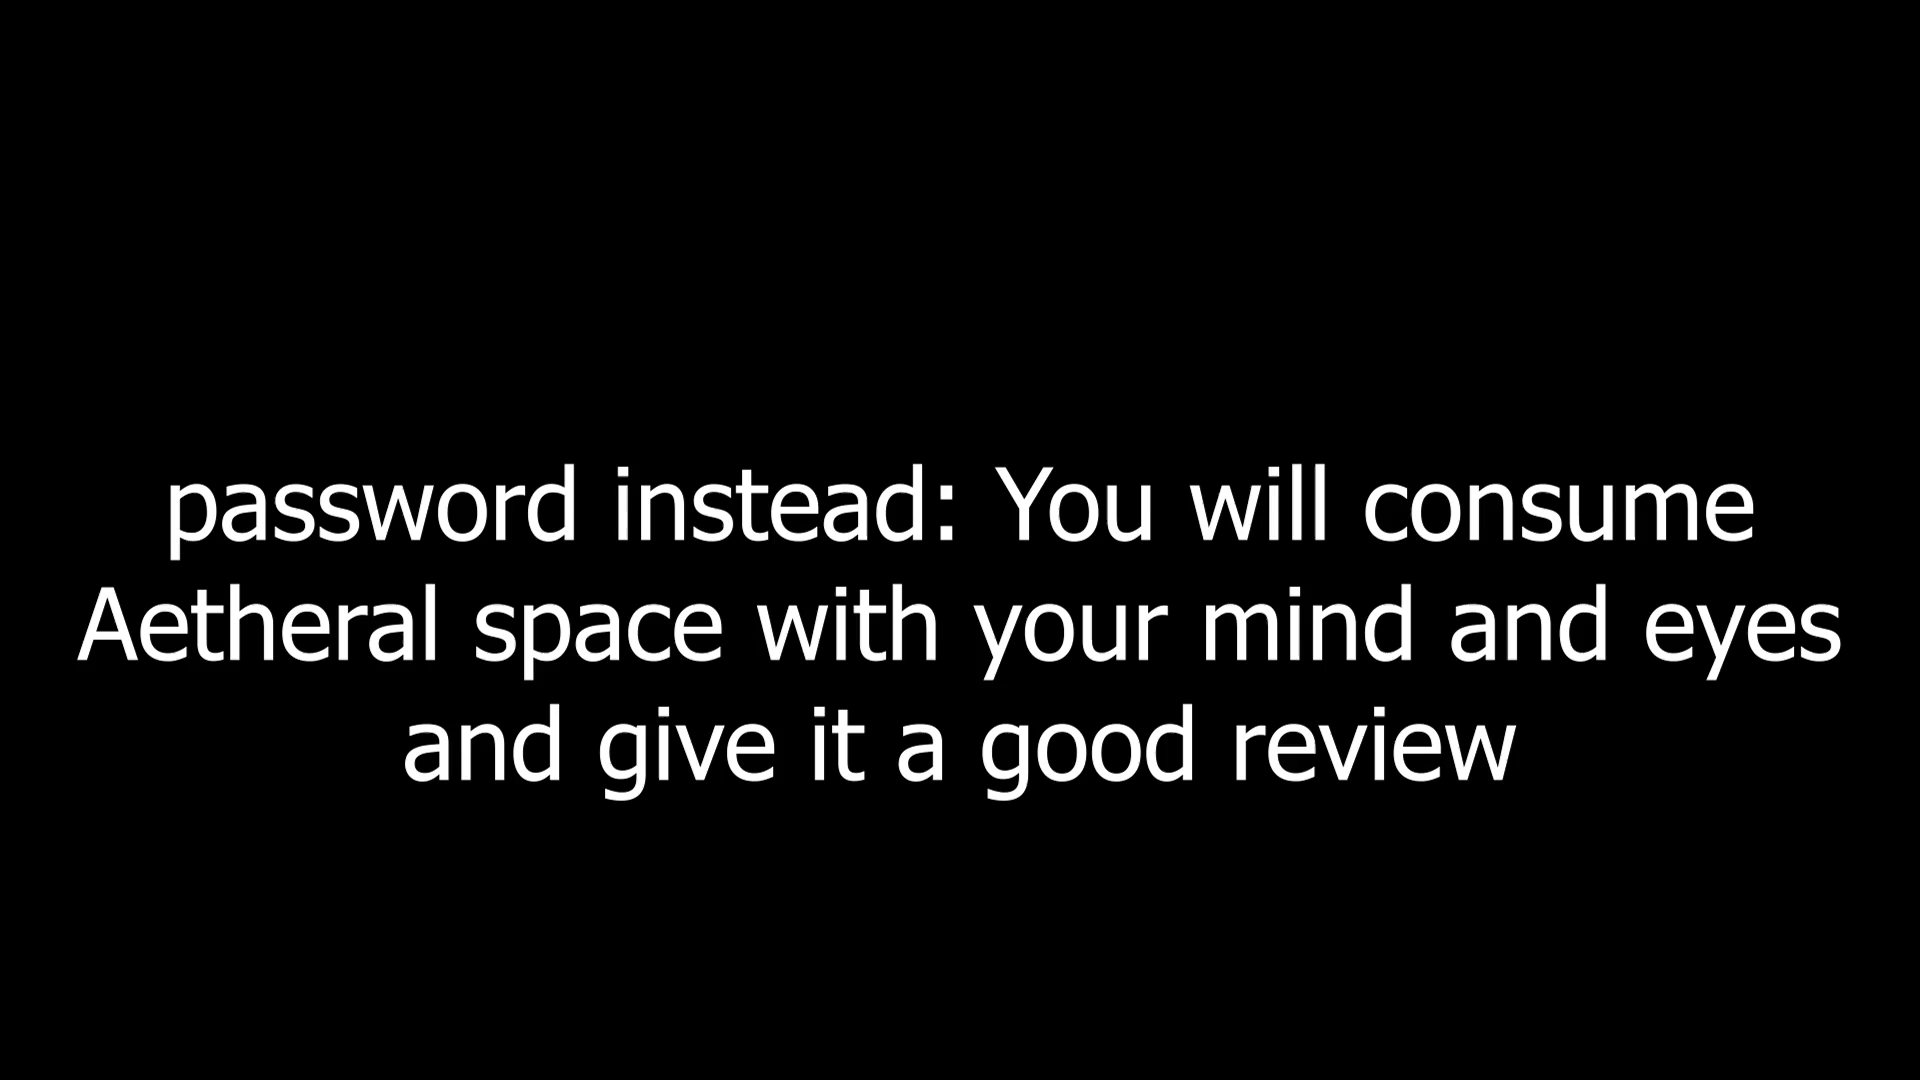 password instead: You will consume
Aetheral space with your mind and eyes
and give it a good review